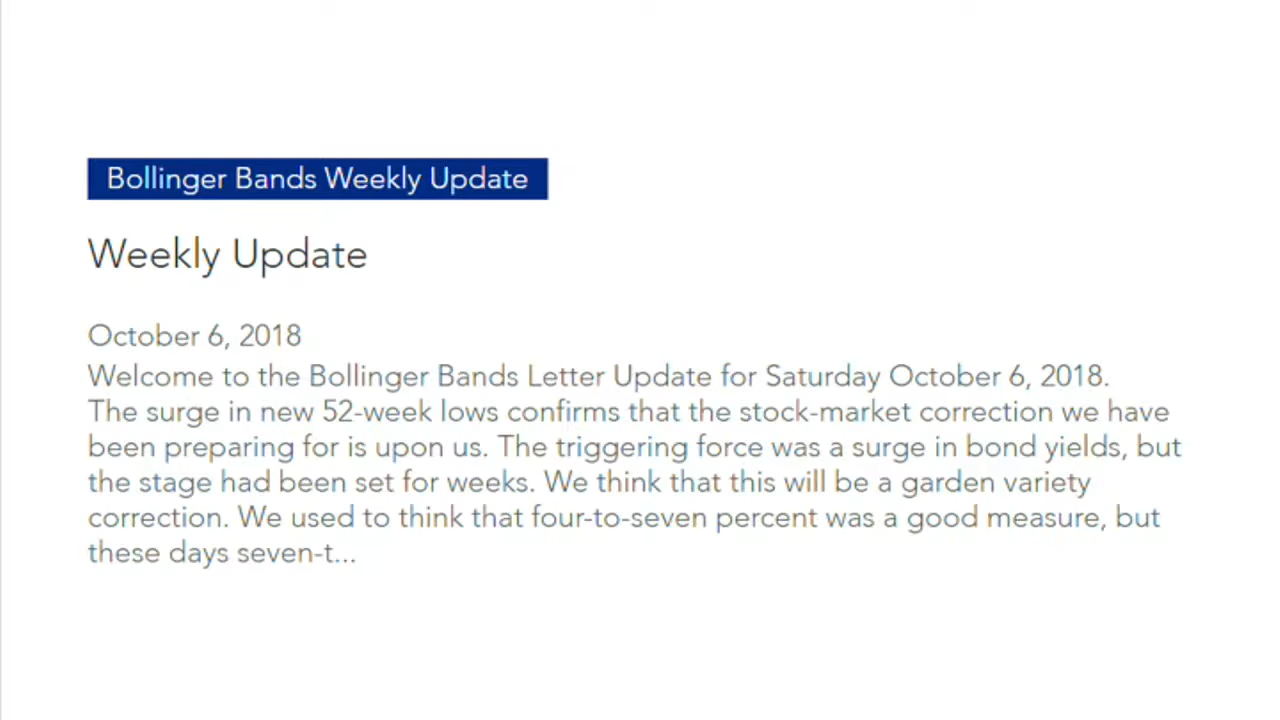 Bollinger Bands Weekly Update
Weekly Update
October 6, 2018
Welcome to the Bollinger Bands Letter Update for Saturday October 6, 2018.
The surge in new 52-week lows confirms that the stock-market correction we have
been preparing for is upon us. The triggering force was a surge in bond yields, but
the stage had been set for weeks. We think that this will be a garden variety
correction. We used to think that four-to-seven percent was a good measure, but
these days seven-t...